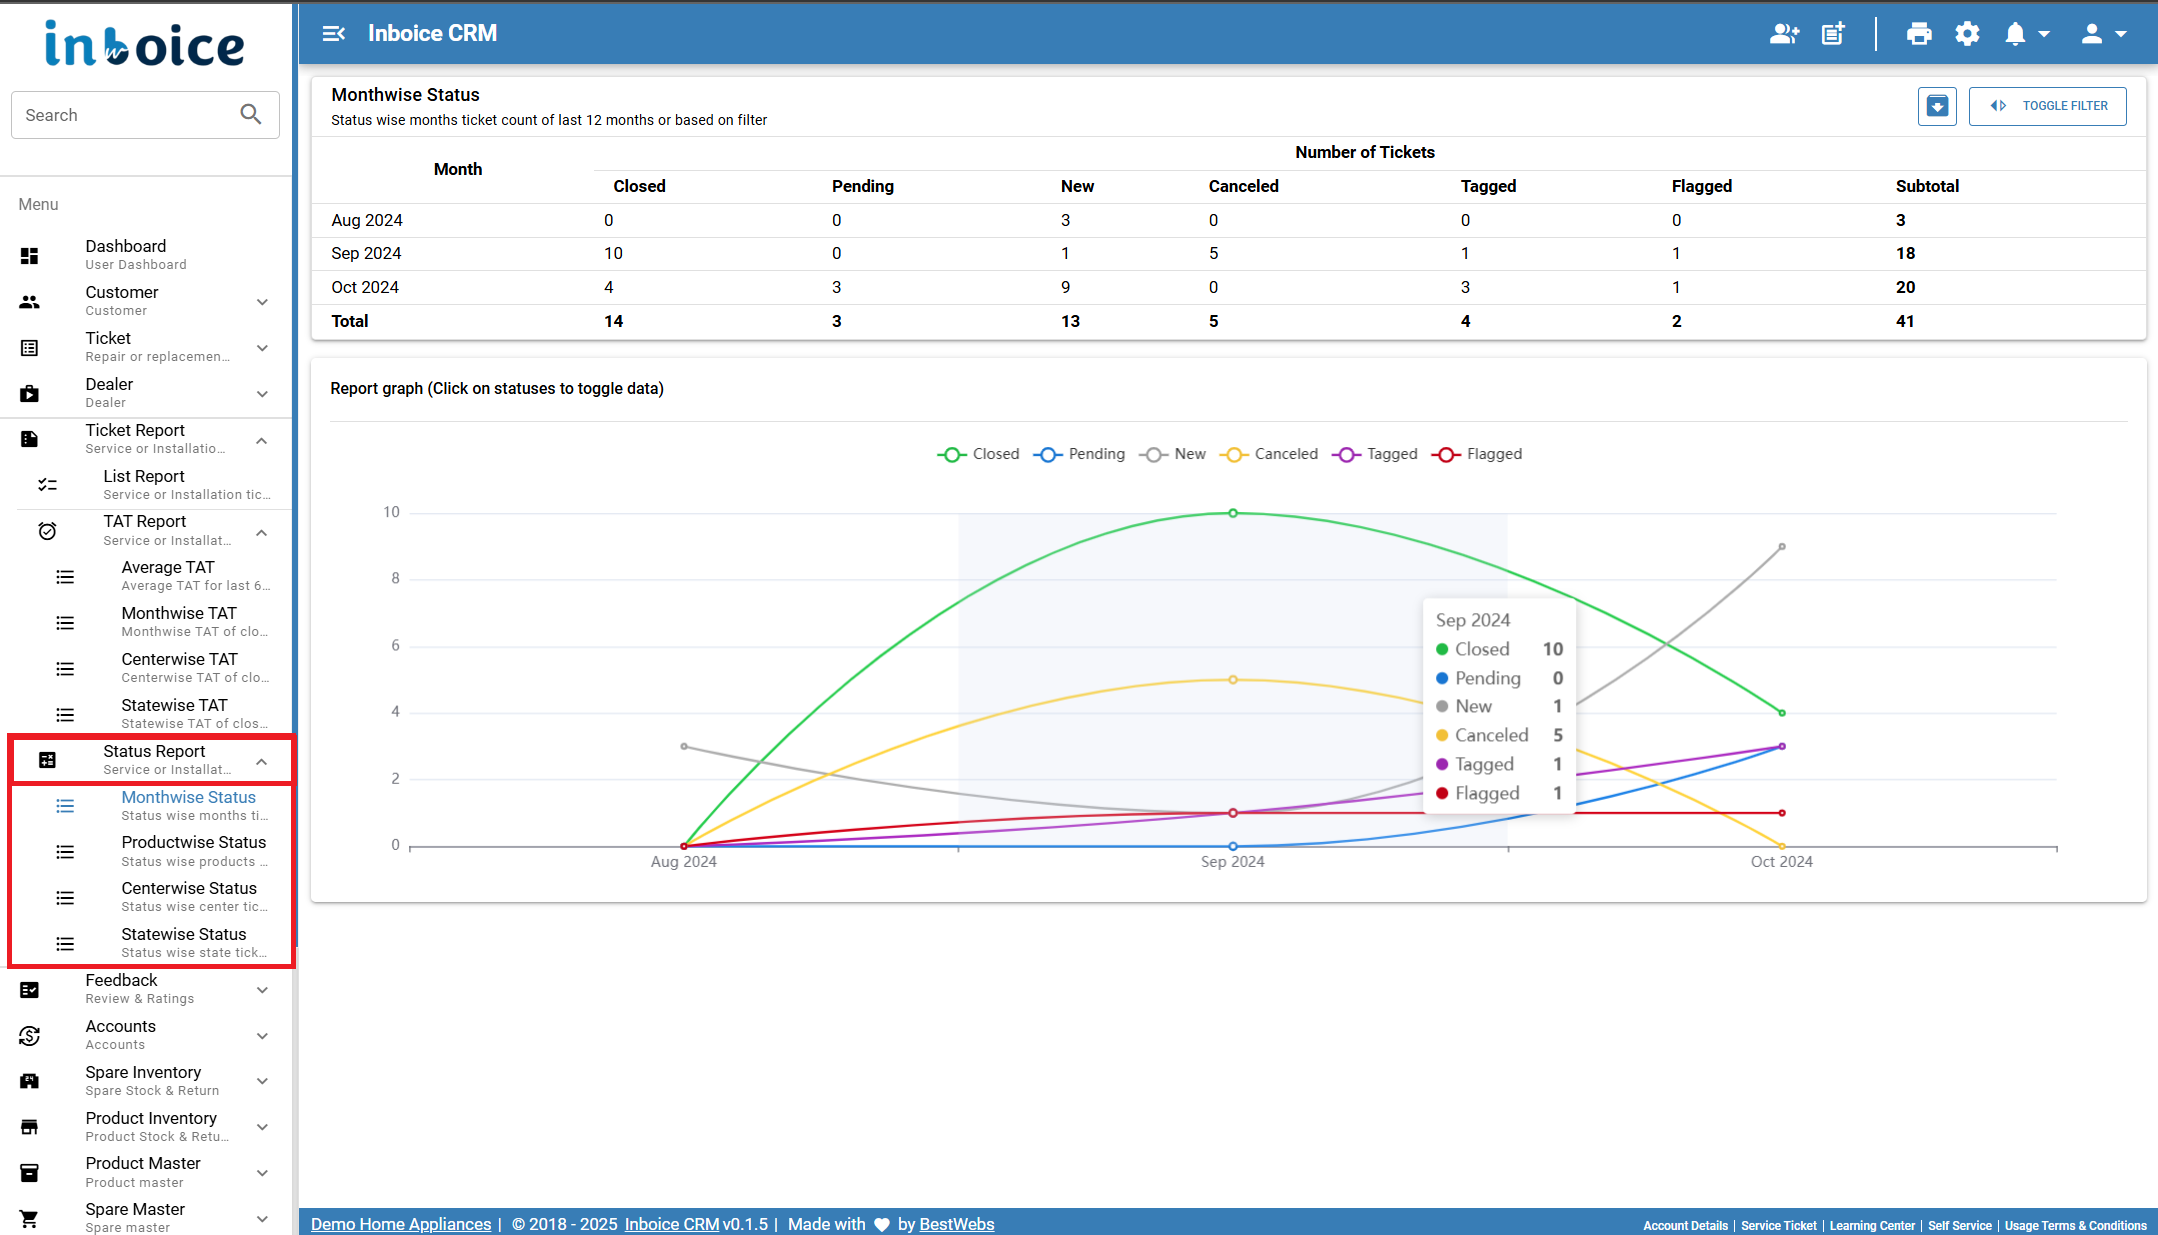 inboice
Search
Menu
Dashboard
User Dashboard
Customer
Customer
Ticket
Repair or replacemen...
Dealer
Dealer
Ticket Report
Service or Installatio...
List Report
Service or Installation tic...
TAT Report
Service or Installat...
Average TAT
Average TAT for last 6...
Monthwise TAT
Monthwise TAT of clo...
Centerwise TAT
Centerwise TAT of clo...
Statewise TAT
Statewise TAT of clos...
Status Report
Service or Installat...
Monthwise Status
Status wise months ti...
Productwise Status
Status wise products ...
Centerwise Status
Status wise center tic...
Statewise Status
Status wise state tick...
Feedback
Review & Ratings
Accounts
Accounts
Spare Inventory
Spare Stock & Return
Product Inventory
Product Stock & Retu...
Product Master
Product master
Spare Master
Spare master
Inboice CRM
Monthwise Status
Status wise months ticket count of last 12 months or based on filter
TOGGLE FILTER
Month Number of Tickets
Closed Pending New Canceled Tagged Flagged Subtotal
Aug 2024 0 0 3 0 0 0 3
Sep 2024 10 0 1 5 1 1 18
Oct 2024 4 3 9 0 3 1 20
Total 14 3 13 5 4 2 41
Report graph (Click on statuses to toggle data)
Closed Pending New Canceled Tagged Flagged
10
8
6
4
2
0
Aug 2024 Sep 2024 Oct 2024
Sep 2024
Closed 10
Pending 0
New 1
Canceled 5
Tagged 1
Flagged 1
Demo Home Appliances | © 2018 - 2025 Inboice CRM v0.1.5 | Made with by BestWebs
Account Details | Service Ticket | Learning Center | Self Service | Usage Terms & Conditions